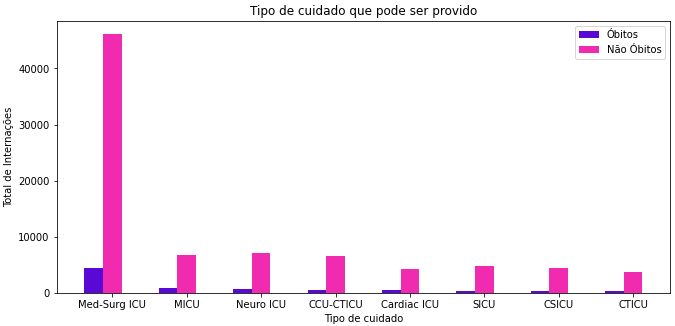 Tipo de cuidado que pode ser provido
Óbitos
Não Óbitos
Total de Internações
40000
30000
20000
10000
0
Med-Surg ICU MICU Neuro ICU CCU-CTICU Cardiac ICU SICU CSICU CTICU
Tipo de cuidado